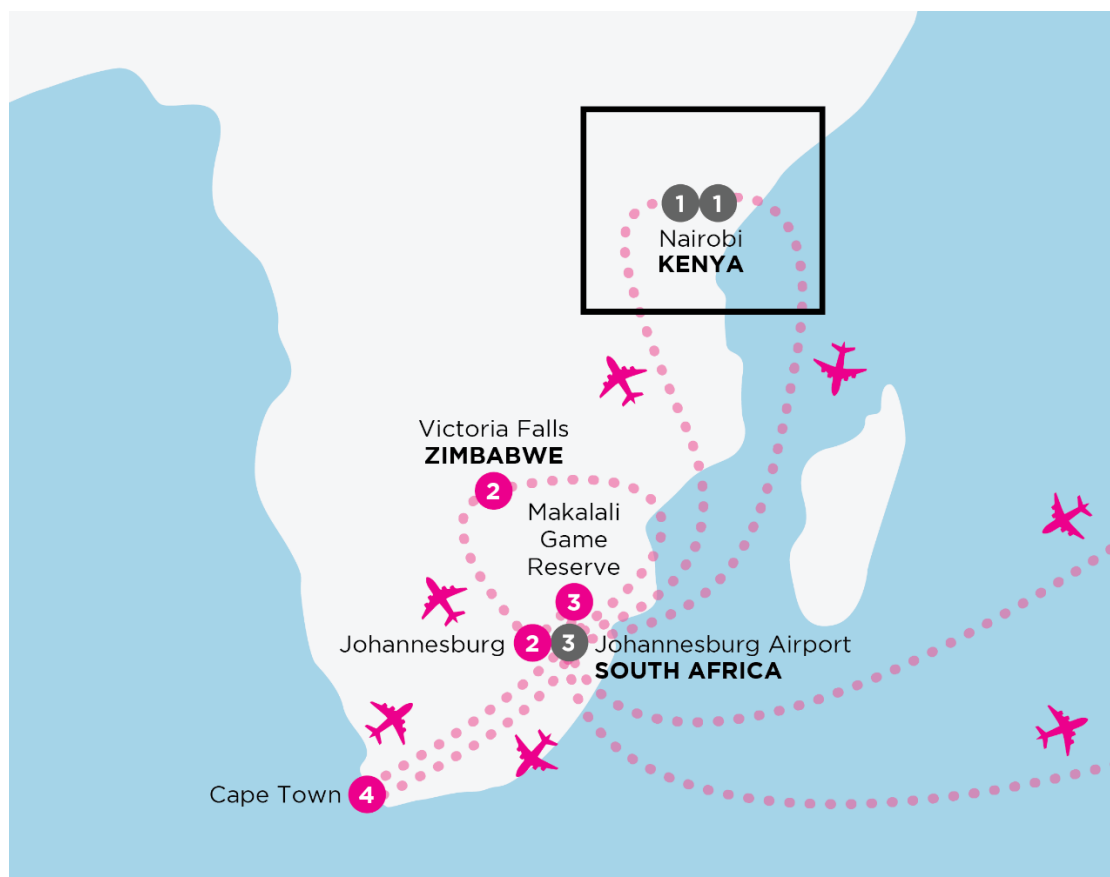 1 1
Nairobi
KENYA
Victoria Falls
ZIMBABWE
2
Makalali
Game
Reserve
3
Johannesburg 2 3 Johannesburg Airport
SOUTH AFRICA
Cape Town 4